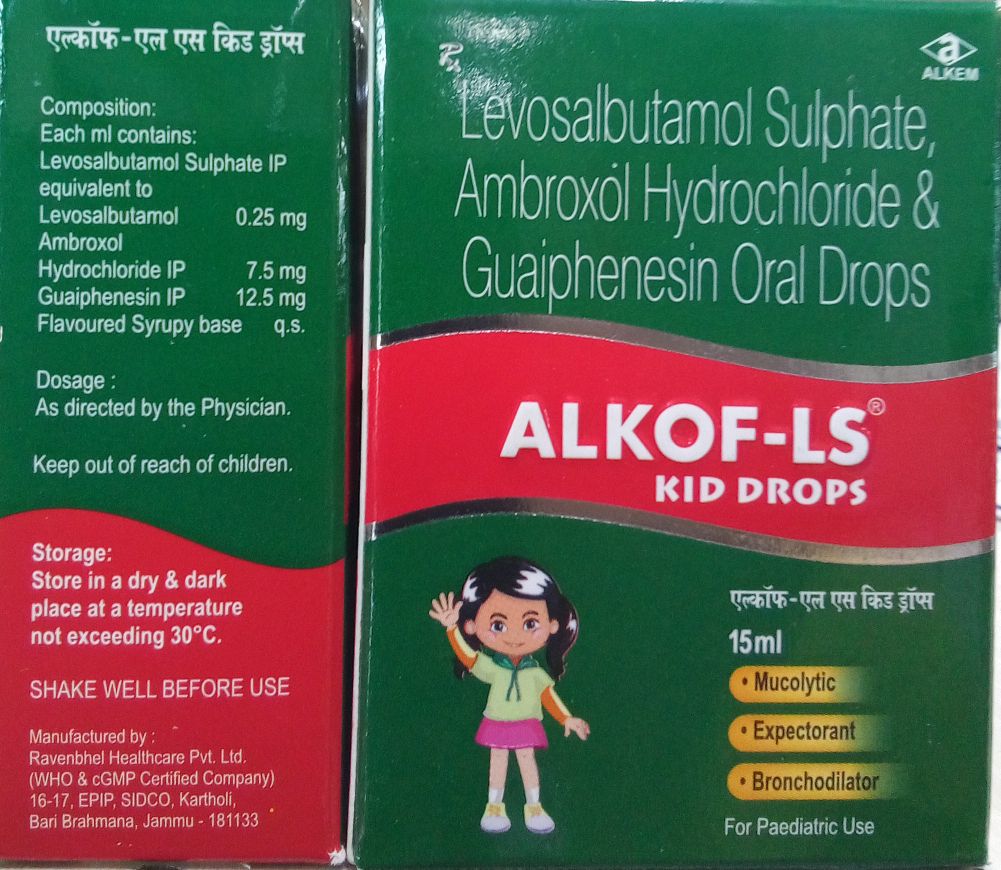 एल्कॉफ-एल एस किड ड्रॉप्स
Composition:
Each ml contains:
Levosalbutamol Sulphate IP
equivalent to
Levosalbutamol 0.25 mg
Ambroxol
Hydrochloride IP 7.5 mg
Guaiphenesin IP 12.5 mg
Flavoured Syrupy base q.s.
Dosage :
As directed by the Physician.
Keep out of reach of children.
Storage:
Store in a dry & dark
place at a temperature
not exceeding 30°C.
SHAKE WELL BEFORE USE
Manufactured by :
Ravenbhel Healthcare Pvt. Ltd.
(WHO & cGMP Certified Company)
16-17, EPIP, SIDCO, Kartholi,
Bari Brahmana, Jammu - 181133
Rx
a
ALKEM
Levosalbutamol Sulphate,
Ambroxol Hydrochloride &
Guaiphenesin Oral Drops
ALKOF-LS®
KID DROPS
एल्कॉफ-एल एस किड ड्रॉप्स
15ml
• Mucolytic
• Expectorant
• Bronchodilator
For Paediatric Use